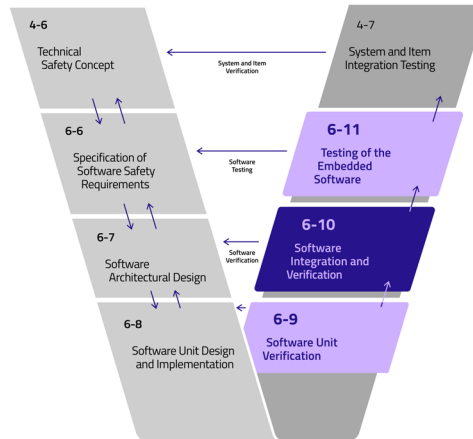 4-6
Technical
Safety Concept
System and Item
Verification
4-7
System and Item
Integration Testing
6-6
Specification of
Software Safety
Requirements
Software
Testing
6-11
Testing of the
Embedded
Software
6-7
Software
Architectural Design
Software
Verification
6-10
Software
Integration and
Verification
6-8
Software Unit Design
and Implementation
6-9
Software Unit
Verification